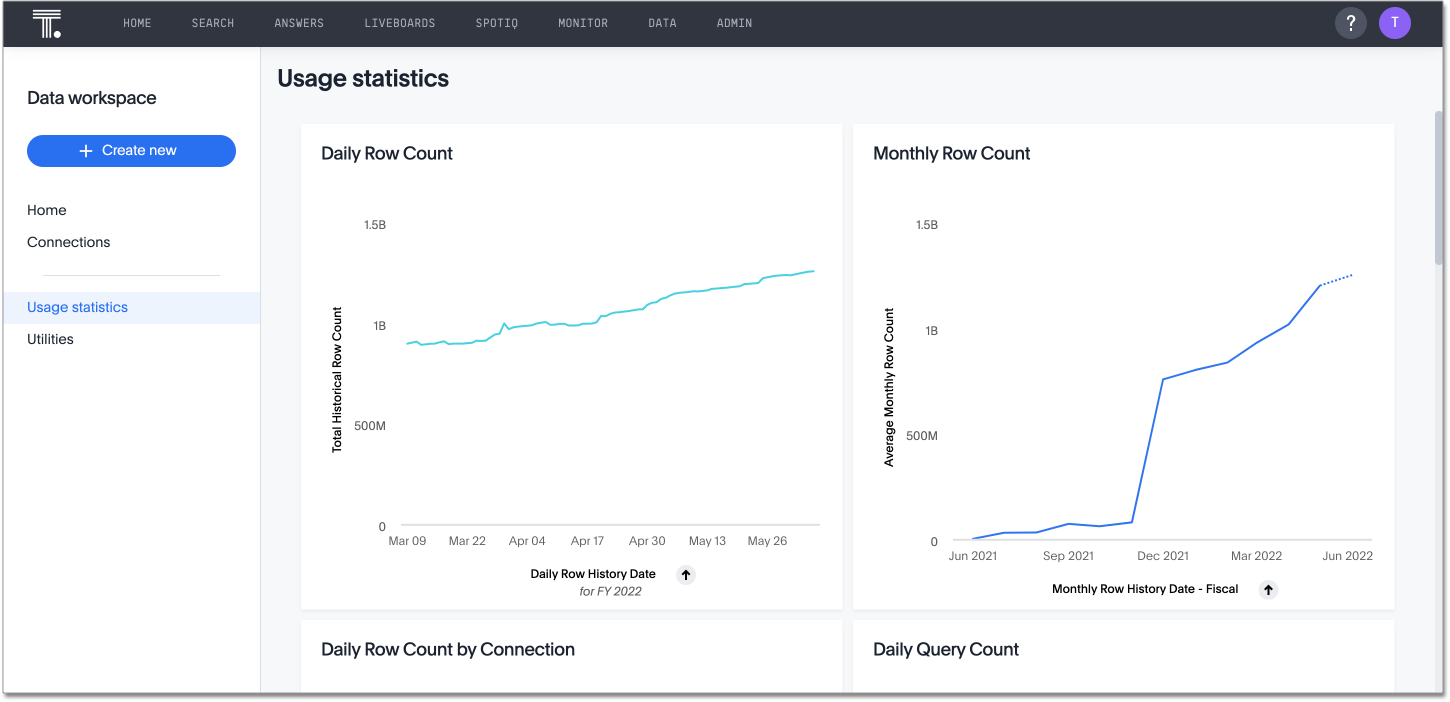 HOME SEARCH ANSWERS LIVEBOARDS SPOTIQ MONITOR DATA ADMIN ? T
Usage statistics
Data workspace
+ Create new
Home
Connections
Usage statistics
Utilities
Daily Row Count
1.5B
1B
500M
0
Total Historical Row Count
Mar 09 Mar 22 Apr 04 Apr 17 Apr 30 May 13 May 26
Daily Row History Date
for FY 2022
Monthly Row Count
1.5B
1B
500M
0
Average Monthly Row Count
Jun 2021 Sep 2021 Dec 2021 Mar 2022 Jun 2022
Monthly Row History Date - Fiscal
Daily Row Count by Connection
Daily Query Count